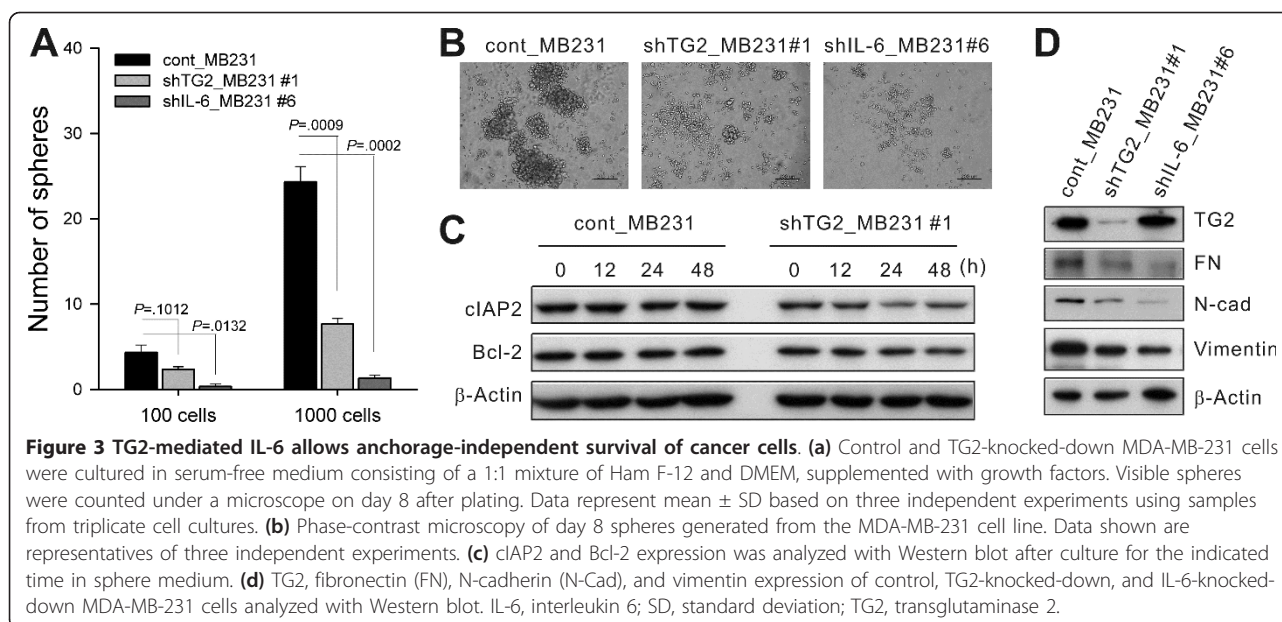 A
40
30
20
10
0
Number of spheres
cont_MB231
shTG2_MB231 #1
shIL-6_MB231 #6
P=.0009
P=.0002
P=.1012
P=.0132
100 cells
1000 cells
B
cont_MB231
shTG2_MB231#1
shIL-6_MB231#6
C
cont_MB231
shTG2_MB231 #1
0 12 24 48 0 12 24 48 (h)
cIAP2
Bcl-2
β-Actin
D
cont_MB231
shTG2_MB231#1
shIL-6_MB231#6
TG2
FN
N-cad
Vimentin
β-Actin
Figure 3 TG2-mediated IL-6 allows anchorage-independent survival of cancer cells. (a) Control and TG2-knocked-down MDA-MB-231 cells
were cultured in serum-free medium consisting of a 1:1 mixture of Ham F-12 and DMEM, supplemented with growth factors. Visible spheres
were counted under a microscope on day 8 after plating. Data represent mean ± SD based on three independent experiments using samples
from triplicate cell cultures. (b) Phase-contrast microscopy of day 8 spheres generated from the MDA-MB-231 cell line. Data shown are
representatives of three independent experiments. (c) cIAP2 and Bcl-2 expression was analyzed with Western blot after culture for the indicated
time in sphere medium. (d) TG2, fibronectin (FN), N-cadherin (N-Cad), and vimentin expression of control, TG2-knocked-down, and IL-6-knocked-
down MDA-MB-231 cells analyzed with Western blot. IL-6, interleukin 6; SD, standard deviation; TG2, transglutaminase 2.